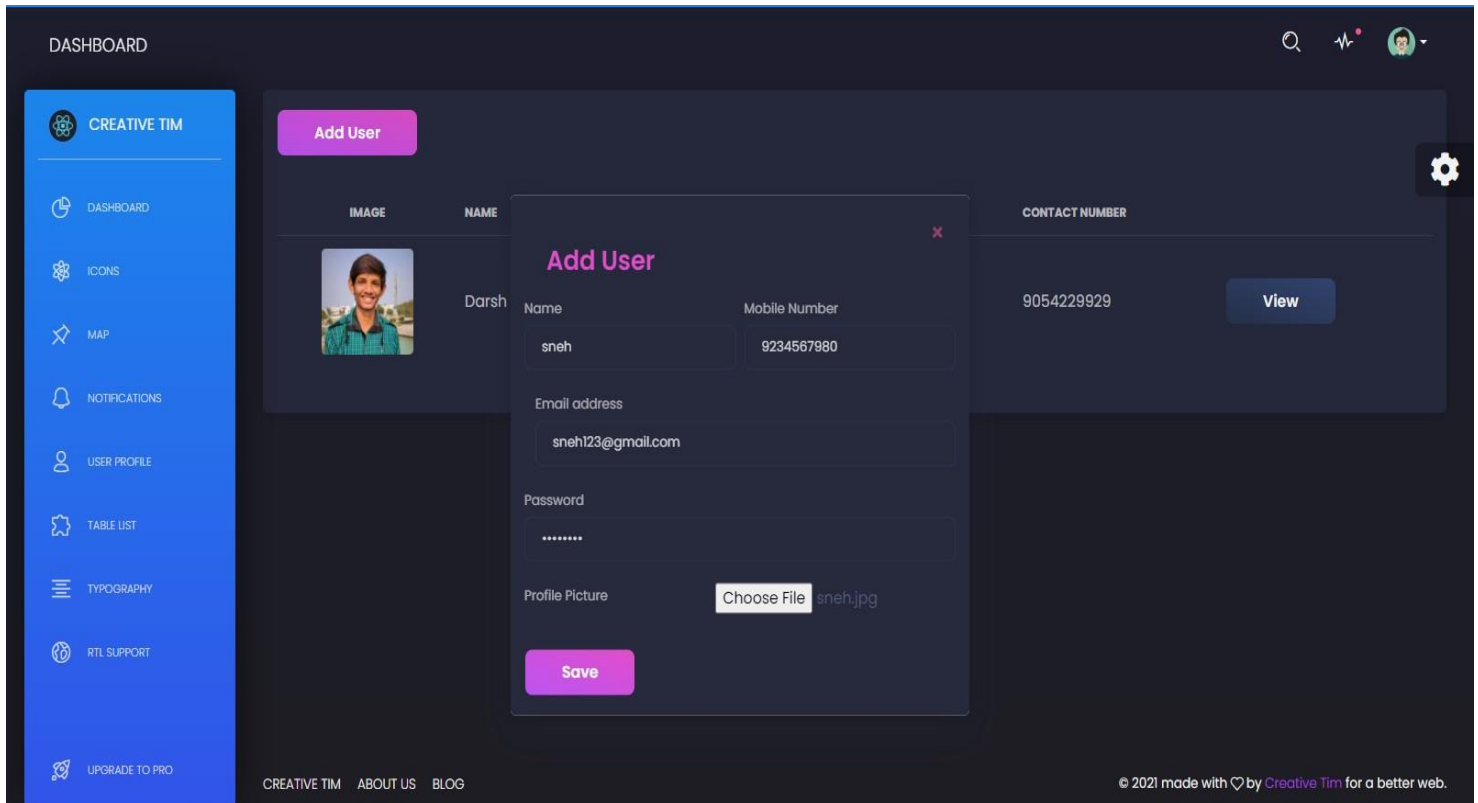 DASHBOARD
CREATIVE TIM
DASHBOARD
ICONS
MAP
NOTIFICATIONS
USER PROFILE
TABLE LIST
TYPOGRAPHY
RTL SUPPORT
UPGRADE TO PRO
Add User
IMAGE NAME CONTACT NUMBER
Darsh 9054229929 View
x
Add User
Name Mobile Number
sneh 9234567980
Email address
sneh123@gmail.com
Password
••••••••
Profile Picture Choose File sneh.jpg
Save
CREATIVE TIM ABOUT US BLOG © 2021 made with ♡ by Creative Tim for a better web.